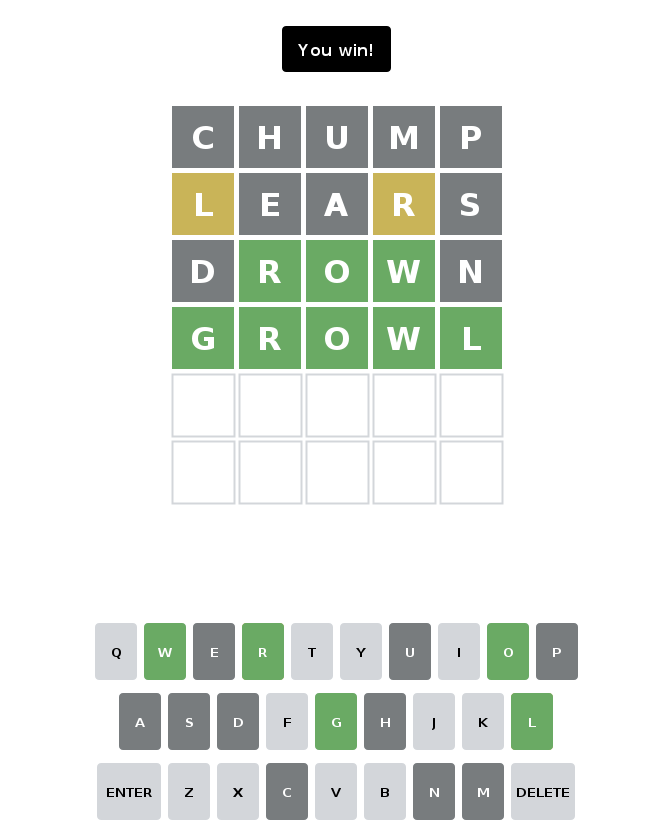 You win!
C H U M P
L E A R S
D R O W N
G R O W L
Q W E R T Y U I O P
A S D F G H J K L
ENTER Z X C V B N M DELETE